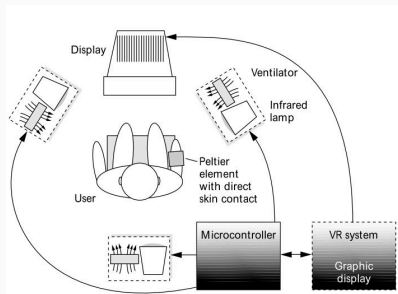 Display
Ventilator
Infrared
lamp
Peltier
element
with direct
skin contact
User
Microcontroller
VR system
Graphic
display